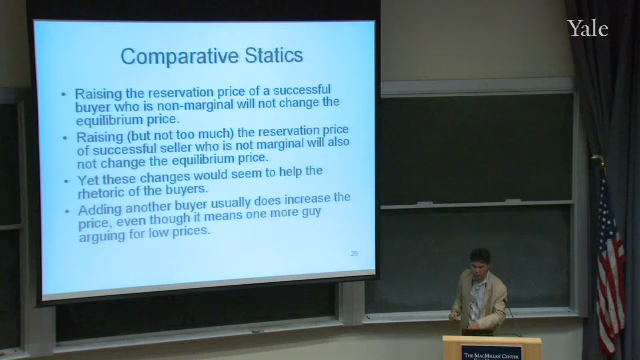 Yale
Comparative Statics
• Raising the reservation price of a successful
buyer who is non-marginal will not change the
equilibrium price.
• Raising (but not too much) the reservation price
of successful seller who is not marginal will also
not change the equilibrium price.
• Yet these changes would seem to help the
rhetoric of the buyers.
• Adding another buyer usually does increase the
price, even though it means one more guy
arguing for low prices.
25
THE MACMILLAN CENTER